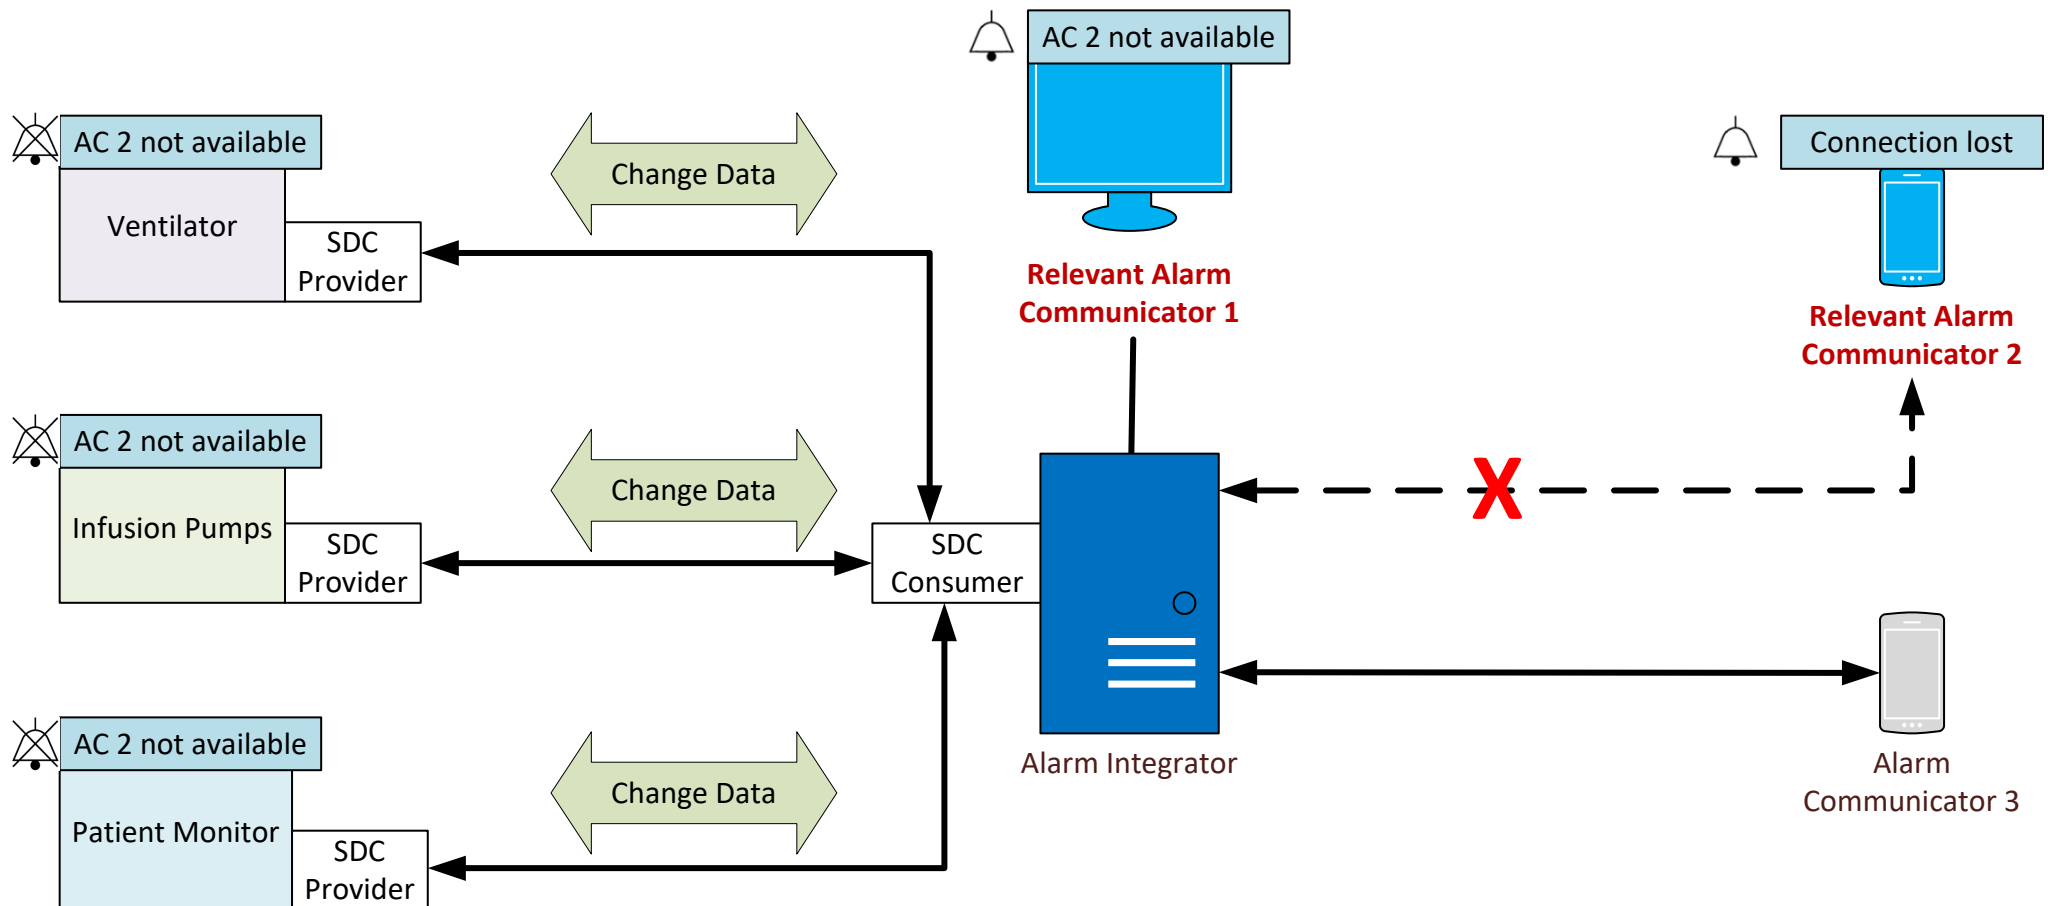 AC 2 not available
AC 2 not available
Ventilator
SDC
Provider
Change Data
Relevant Alarm
Communicator 1
Connection lost
Relevant Alarm
Communicator 2
AC 2 not available
Infusion Pumps
SDC
Provider
Change Data
SDC
Consumer
X
Alarm Integrator
AC 2 not available
Patient Monitor
SDC
Provider
Change Data
Alarm
Communicator 3